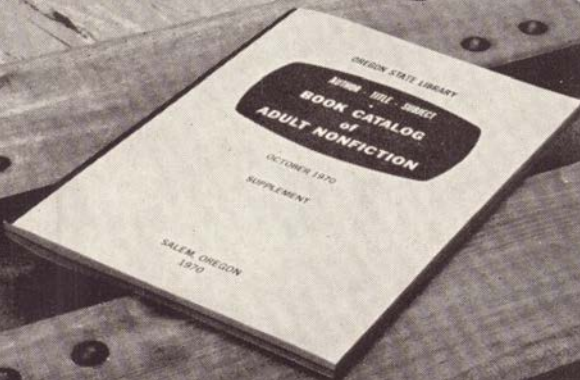 OREGON STATE LIBRARY
AUTHOR - TITLE - SUBJECT
BOOK CATALOG
of
ADULT NONFICTION
OCTOBER 1970
SUPPLEMENT
SALEM, OREGON
1970